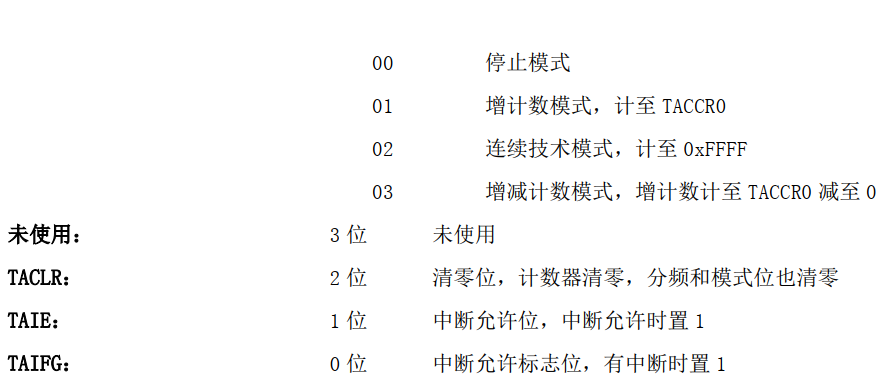 00 停止模式
01 增计数模式，计至 TACCR0
02 连续技术模式，计至 0xFFFF
03 增减计数模式，增计数计至 TACCR0 减至 0
未使用： 3 位 未使用
TACLR： 2 位 清零位，计数器清零，分频和模式位也清零
TAIE： 1 位 中断允许位，中断允许时置 1
TAIFG： 0 位 中断允许标志位，有中断时置 1